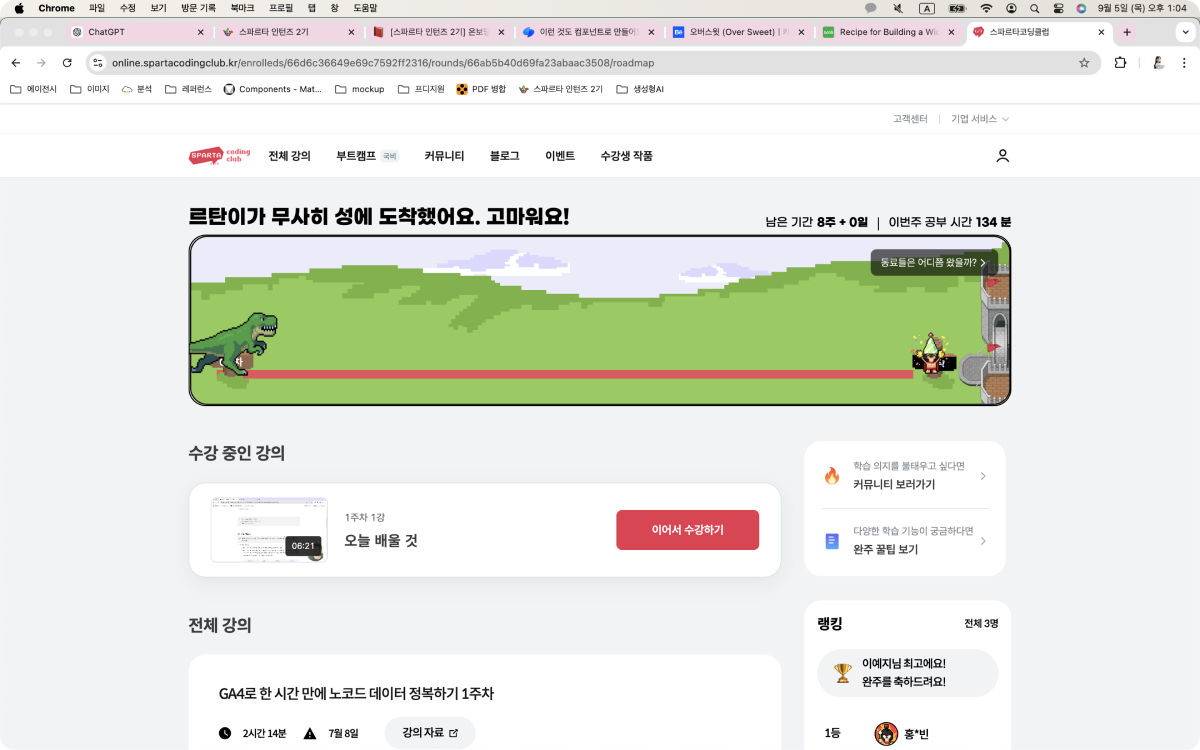 Chrome 파일 수정 보기 방문 기록 북마크 프로필 탭 창 도움말 A 9월 5일 (목) 오후 1:04
ChatGPT 스파르타 인턴즈 2기 [스파르타 인턴즈 2기] 온보딩 이런 것도 컴포넌트로 만들어 오버스윗 (Over Sweet) | Recipe for Building a Wi 스파르타코딩클럽
online.spartacodingclub.kr/enrolleds/66d6c36649e69c7592ff2316/rounds/66ab5b40d69fa23abaac3508/roadmap
에이전시 이미지 분석 레퍼런스 Components - Mat... mockup 프디지원 PDF 병합 스파르타 인턴즈 2기 생성형AI
고객센터 기업 서비스
SPARTA coding club 전체 강의 부트캠프 국비 커뮤니티 블로그 이벤트 수강생 작품
르탄이가 무사히 성에 도착했어요. 고마워요!
남은 기간 8주 + 0일 | 이번주 공부 시간 134 분
동료들은 어디쯤 왔을까?
수강 중인 강의
06:21
1주차 1강
오늘 배울 것
이어서 수강하기
학습 의지를 불태우고 싶다면
커뮤니티 보러가기
다양한 학습 기능이 궁금하다면
완주 꿀팁 보기
전체 강의
GA4로 한 시간 만에 노코드 데이터 정복하기 1주차
2시간 14분 7월 8일 강의 자료
랭킹 전체 3명
이예지님 최고에요!
완주를 축하드려요!
1등 홍*빈